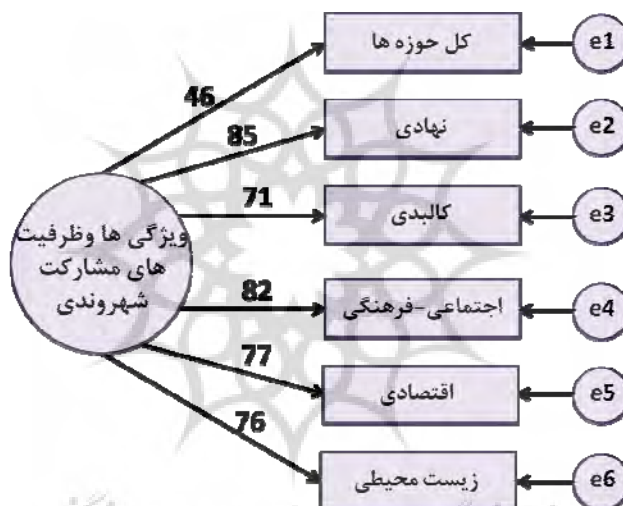 کل حوزه ها
e1
46
نهادی
e2
85
کالبدی
e3
71
ویژگی ها وظرفیت
های مشارکت
شهروندی
اجتماعی-فرهنگی
e4
82
اقتصادی
e5
77
زیست محیطی
e6
76